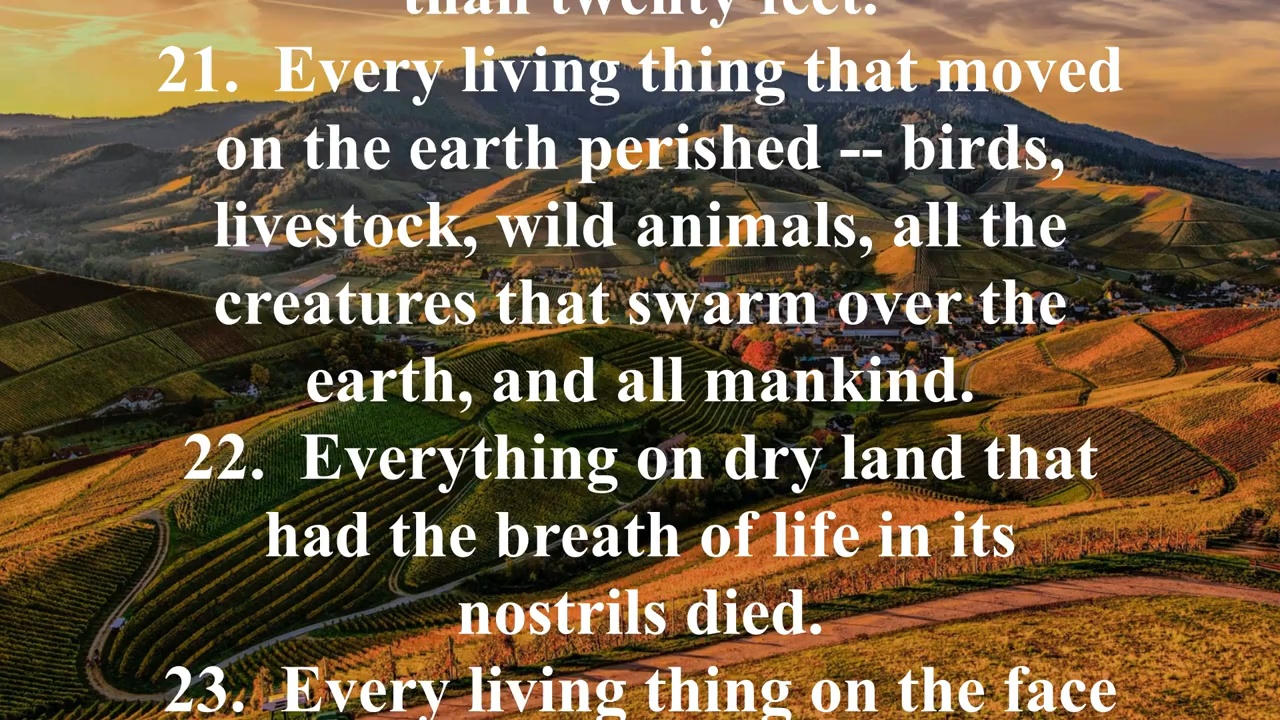 than twenty feet.
21. Every living thing that moved
on the earth perished -- birds,
livestock, wild animals, all the
creatures that swarm over the
earth, and all mankind.
22. Everything on dry land that
had the breath of life in its
nostrils died.
23. Every living thing on the face